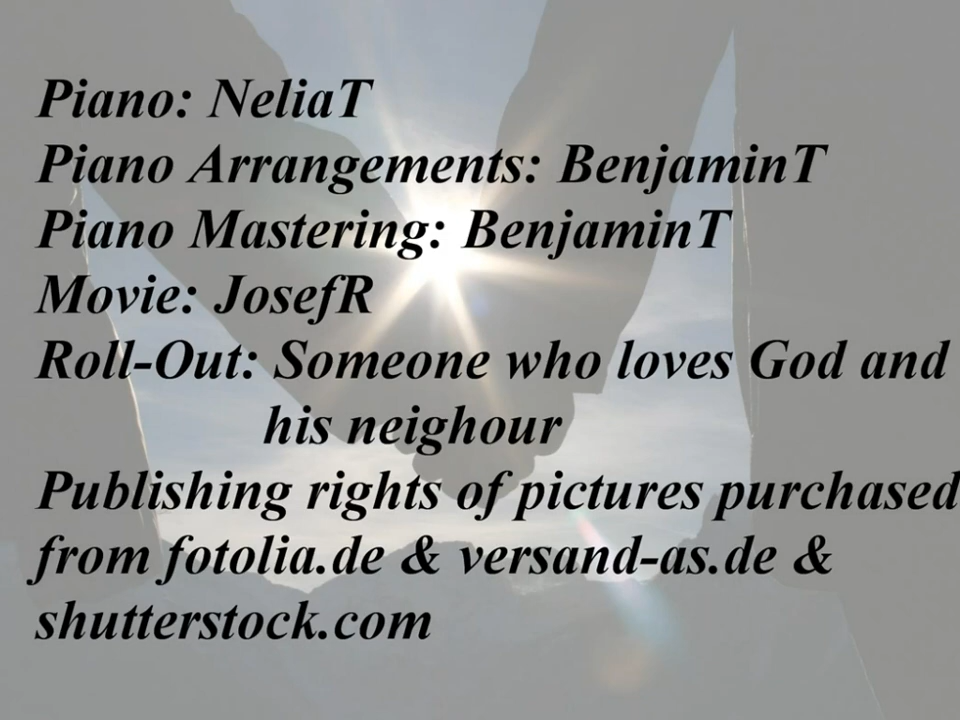 Piano: NeliaT
Piano Arrangements: BenjaminT
Piano Mastering: BenjaminT
Movie: JosefR
Roll-Out: Someone who loves God and
his neighour
Publishing rights of pictures purchased
from fotolia.de & versand-as.de &
shutterstock.com